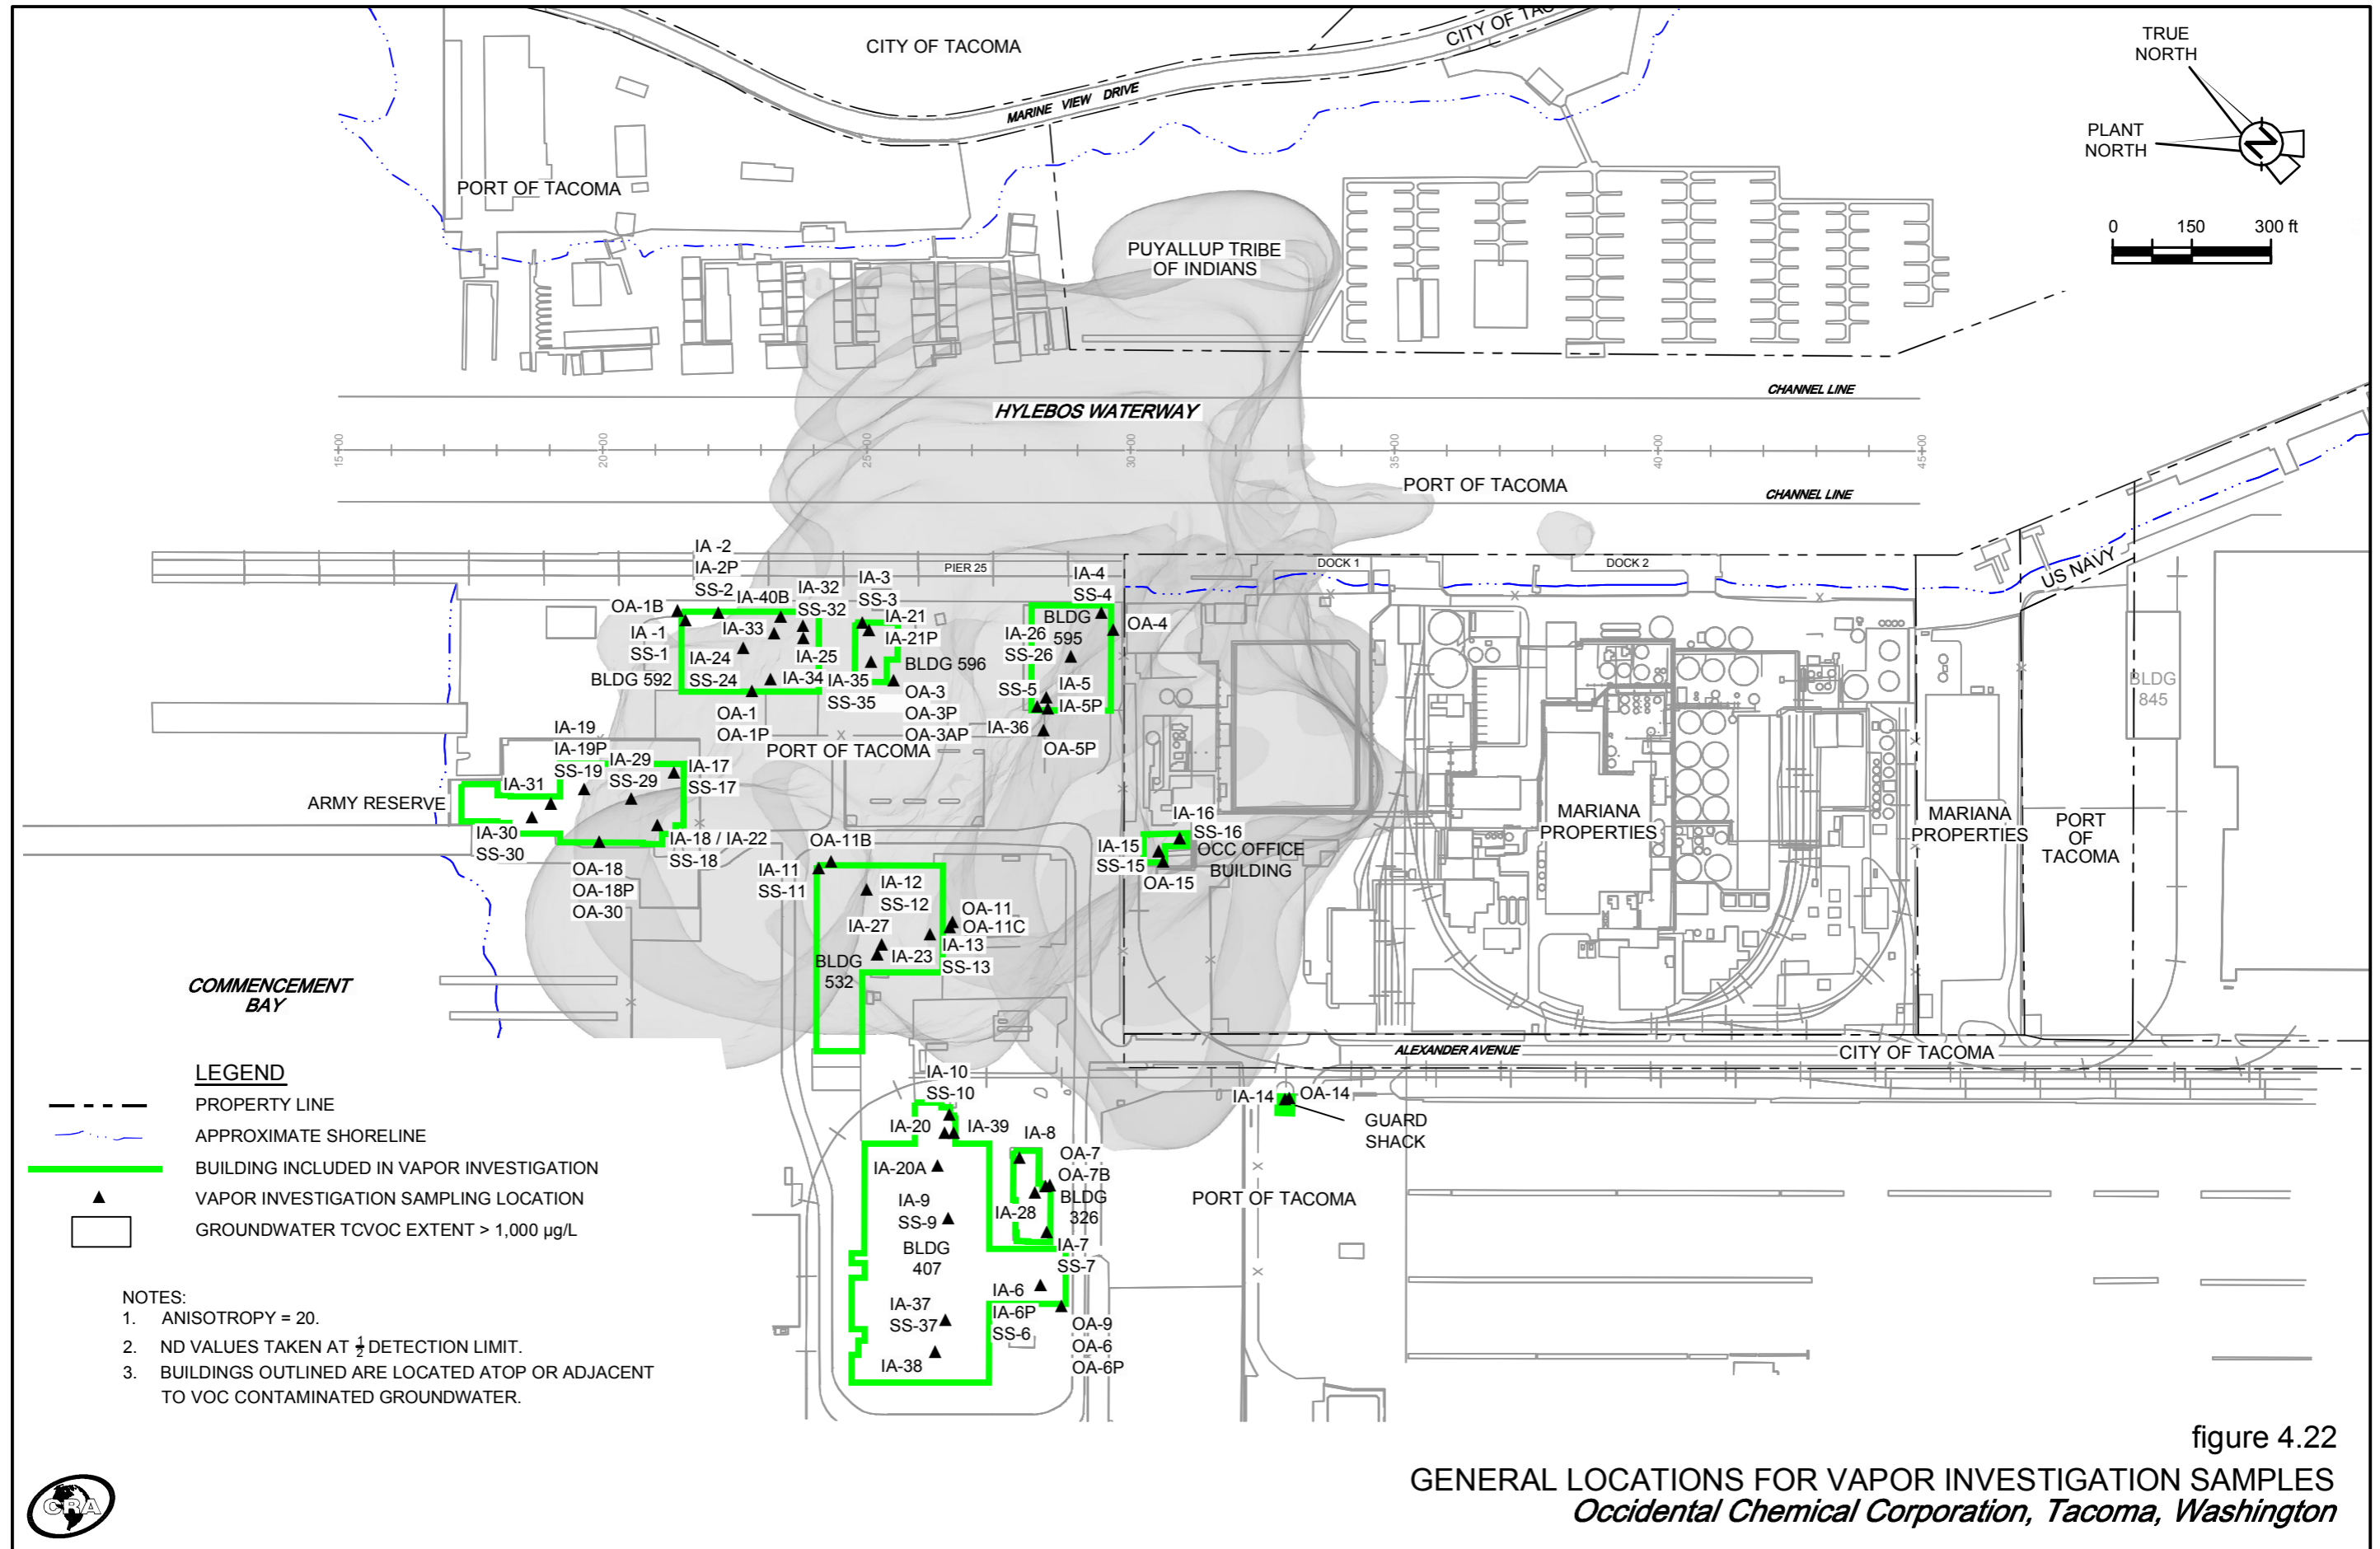 CITY OF TACOMA
CITY OF TAC
TRUE
NORTH
MARINE VIEW DRIVE
PLANT
NORTH
N
PORT OF TACOMA
0 150 300 ft
PUYALLUP TRIBE
OF INDIANS
CHANNEL LINE
HYLEBOS WATERWAY
15+00
20+00
25+00
30+00
35+00
40+00
45+00
PORT OF TACOMA
CHANNEL LINE
IA -2
IA-2P
SS-2
PIER 25
DOCK 1
DOCK 2
US NAVY
OA-1B
IA-40B
IA-32
SS-32
IA-3
SS-3
IA-4
SS-4
IA -1
SS-1
IA-33
IA-21
IA-21P
BLDG
595
OA-4
IA-26
SS-26
IA-24
SS-24
IA-25
BLDG 596
BLDG 592
IA-34
IA-35
SS-35
SS-5
IA-5
IA-5P
BLDG
845
OA-1
OA-1P
OA-3
OA-3P
OA-3AP
IA-36
OA-5P
IA-19
IA-19P
SS-19
PORT OF TACOMA
IA-29
SS-29
IA-17
SS-17
IA-31
ARMY RESERVE
IA-30
SS-30
IA-18 / IA-22
SS-18
OA-11B
IA-16
SS-16
IA-15
SS-15
OCC OFFICE
BUILDING
OA-15
MARIANA
PROPERTIES
MARIANA
PROPERTIES
PORT
OF
TACOMA
OA-18
OA-18P
OA-30
IA-11
SS-11
IA-12
SS-12
IA-27
OA-11
OA-11C
IA-23
IA-13
SS-13
BLDG
532
COMMENCEMENT
BAY
ALEXANDER AVENUE
CITY OF TACOMA
LEGEND
PROPERTY LINE
APPROXIMATE SHORELINE
BUILDING INCLUDED IN VAPOR INVESTIGATION
VAPOR INVESTIGATION SAMPLING LOCATION
GROUNDWATER TCVOC EXTENT > 1,000 µg/L
IA-10
SS-10
IA-14
OA-14
GUARD
SHACK
IA-20
IA-39
IA-8
IA-20A
OA-7
OA-7B
BLDG
326
IA-9
SS-9
IA-28
PORT OF TACOMA
BLDG
407
IA-7
SS-7
IA-6
IA-6P
SS-6
IA-37
SS-37
OA-9
OA-6
OA-6P
IA-38
NOTES:
1. ANISOTROPY = 20.
2. ND VALUES TAKEN AT ½ DETECTION LIMIT.
3. BUILDINGS OUTLINED ARE LOCATED ATOP OR ADJACENT
TO VOC CONTAMINATED GROUNDWATER.
CRA
figure 4.22
GENERAL LOCATIONS FOR VAPOR INVESTIGATION SAMPLES
Occidental Chemical Corporation, Tacoma, Washington